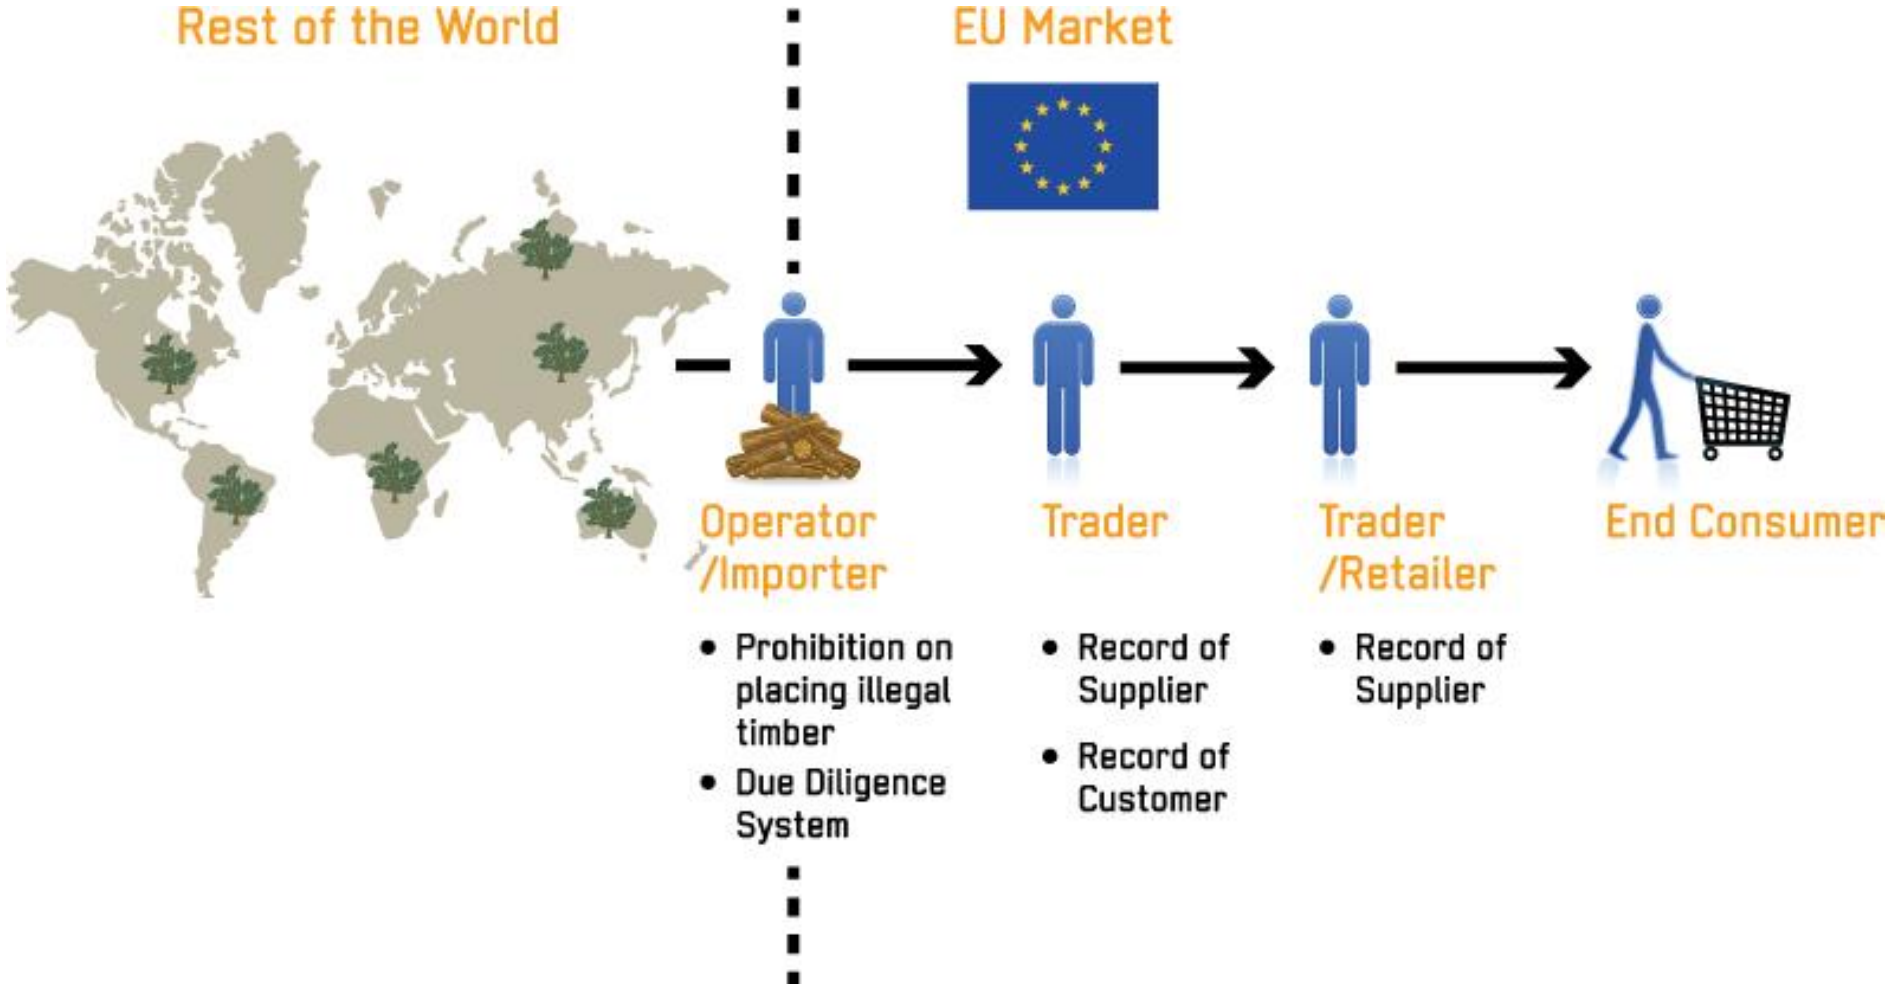 Rest of the World
EU Market
Operator
/Importer
• Prohibition on
placing illegal
timber
• Due Diligence
System
Trader
• Record of
Supplier
• Record of
Customer
Trader
/Retailer
• Record of
Supplier
End Consumer